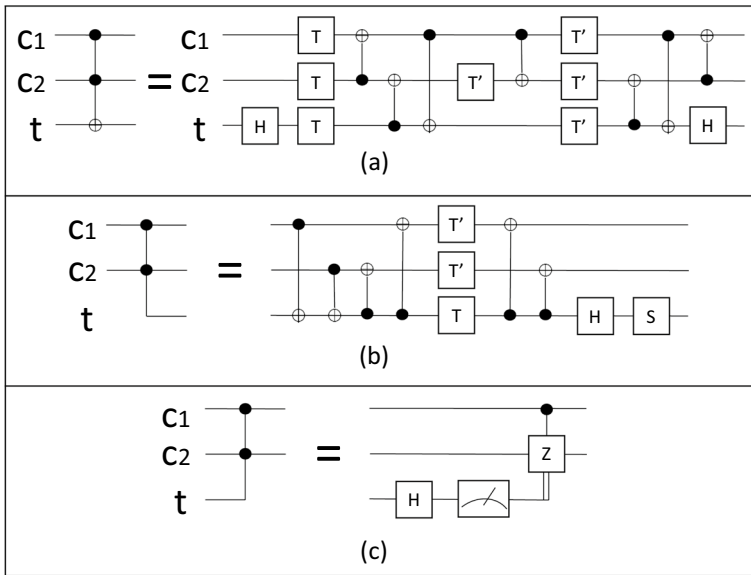 C1 = C1 T T'
C2 C2 T T' T'
t t H T T' H
(a)
C1 T'
C2 = T'
t T H S
(b)
C1
C2 = Z
t H
(c)